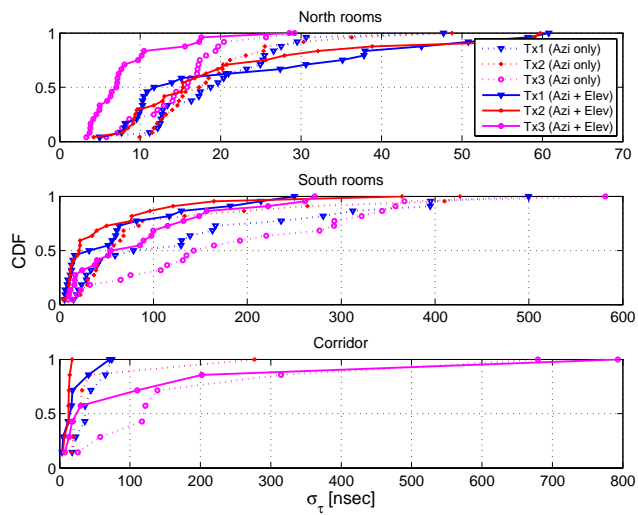 North rooms
1
0.5
0
0 10 20 30 40 50 60 70
Tx1 (Azi only)
Tx2 (Azi only)
Tx3 (Azi only)
Tx1 (Azi + Elev)
Tx2 (Azi + Elev)
Tx3 (Azi + Elev)
South rooms
CDF
1
0.5
0
0 100 200 300 400 500 600
Corridor
1
0.5
0
0 100 200 300 400 500 600 700 800
στ [nsec]